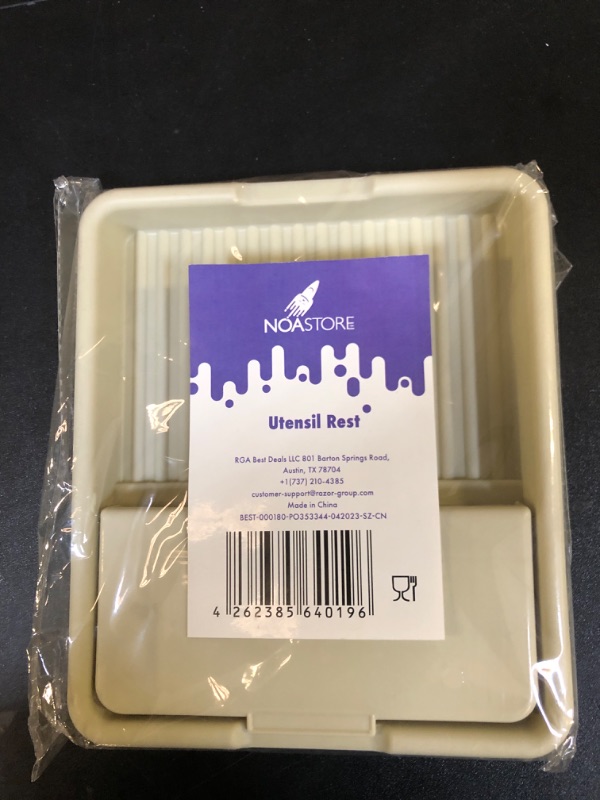 NOASTORE
Utensil Rest
RGA Best Deals LLC 801 Barton Springs Road,
Austin, TX 78704
+1(737) 210-4385
customer-support@razor-group.com
Made in China
BEST-000180-PO353344-042023-SZ-CN
4 262385 640196